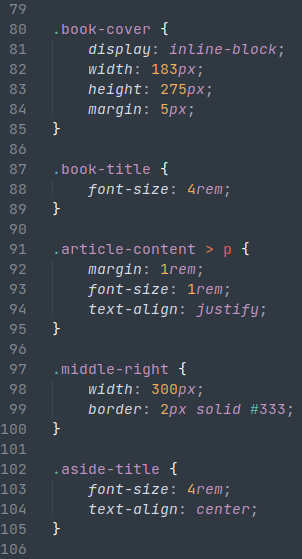 79
80 .book-cover {
81     display: inline-block;
82     width: 183px;
83     height: 275px;
84     margin: 5px;
85 }
86
87 .book-title {
88     font-size: 4rem;
89 }
90
91 .article-content > p {
92     margin: 1rem;
93     font-size: 1rem;
94     text-align: justify;
95 }
96
97 .middle-right {
98     width: 300px;
99     border: 2px solid #333;
100 }
101
102 .aside-title {
103     font-size: 4rem;
104     text-align: center;
105 }
106